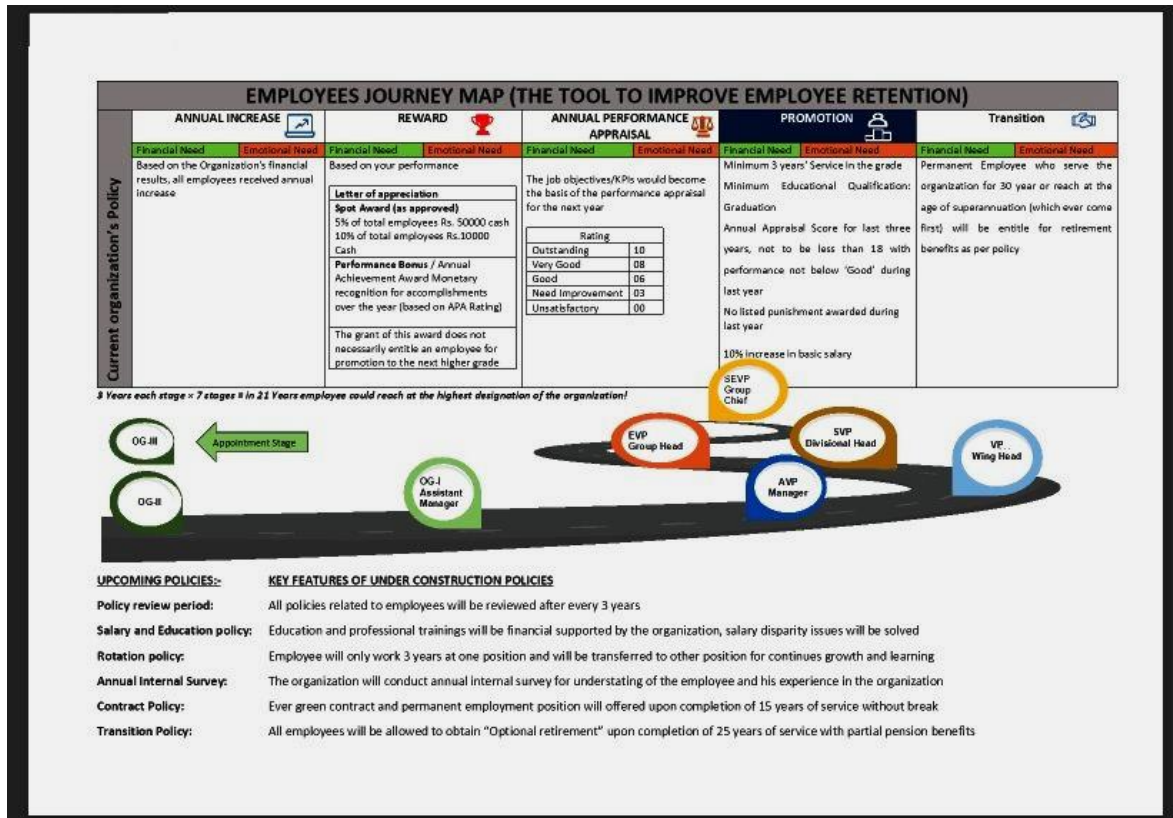 EMPLOYEES JOURNEY MAP (THE TOOL TO IMPROVE EMPLOYEE RETENTION)
Current organization's Policy
ANNUAL INCREASE
Financial Need Emotional Need
Based on the Organization's financial
results, all employees received annual
increase
REWARD
Financial Need Emotional Need
Based on your performance
Letter of appreciation
Spot Award (as approved)
5% of total employees Rs. 50000 cash
10% of total employees Rs.10000
Cash
Performance Bonus / Annual
Achievement Award Monetary
recognition for accomplishments
over the year (based on APA Rating)
The grant of this award does not
necessarily entitle an employee for
promotion to the next higher grade
ANNUAL PERFORMANCE
APPRAISAL
Financial Need Emotional Need
The job objectives/KPIs would become
the basis of the performance appraisal
for the next year
Rating
Outstanding 10
Very Good 08
Good 06
Need Improvement 03
Unsatisfactory 00
PROMOTION
Financial Need Emotional Need
Minimum 3 years' Service in the grade
Minimum Educational Qualification:
Graduation
Annual Appraisal Score for last three
years, not to be less than 18 with
performance not below 'Good' during
last year
No listed punishment awarded during
last year
10% increase in basic salary
Transition
Financial Need Emotional Need
Permanent Employee who serve the
organization for 30 year or reach at the
age of superannuation (which ever come
first) will be entitle for retirement
benefits as per policy
3 Years each stage × 7 stages = in 21 Years employee could reach at the highest designation of the organization!
OG-III
Appointment Stage
OG-II
OG-I
Assistant
Manager
AVP
Manager
VP..
Wing Head
SVP
Divisional Head
EVP
Group Head
SEVP
Group
Chief
UPCOMING POLICIES:- KEY FEATURES OF UNDER CONSTRUCTION POLICIES
Policy review period: All policies related to employees will be reviewed after every 3 years
Salary and Education policy: Education and professional trainings will be financial supported by the organization, salary disparity issues will be solved
Rotation policy: Employee will only work 3 years at one position and will be transferred to other position for continues growth and learning
Annual Internal Survey: The organization will conduct annual internal survey for understating of the employee and his experience in the organization
Contract Policy: Ever green contract and permanent employment position will offered upon completion of 15 years of service without break
Transition Policy: All employees will be allowed to obtain "Optional retirement" upon completion of 25 years of service with partial pension benefits